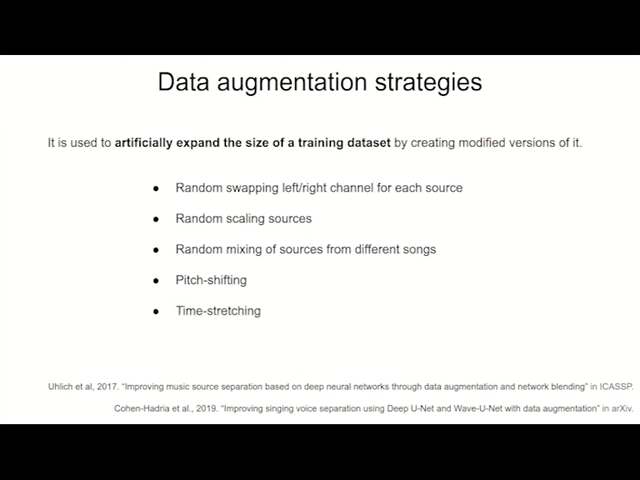 Data augmentation strategies
It is used to artificially expand the size of a training dataset by creating modified versions of it.
● Random swapping left/right channel for each source
● Random scaling sources
● Random mixing of sources from different songs
● Pitch-shifting
● Time-stretching
Uhlich et al, 2017. “Improving music source separation based on deep neural networks through data augmentation and network blending” in ICASSP.
Cohen-Hadria et al., 2019. “Improving singing voice separation using Deep U-Net and Wave-U-Net with data augmentation” in arXiv.